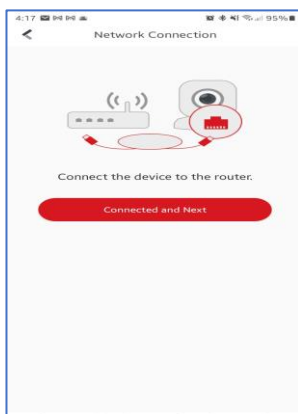 4:17 95%
Network Connection
Connect the device to the router.
Connected and Next